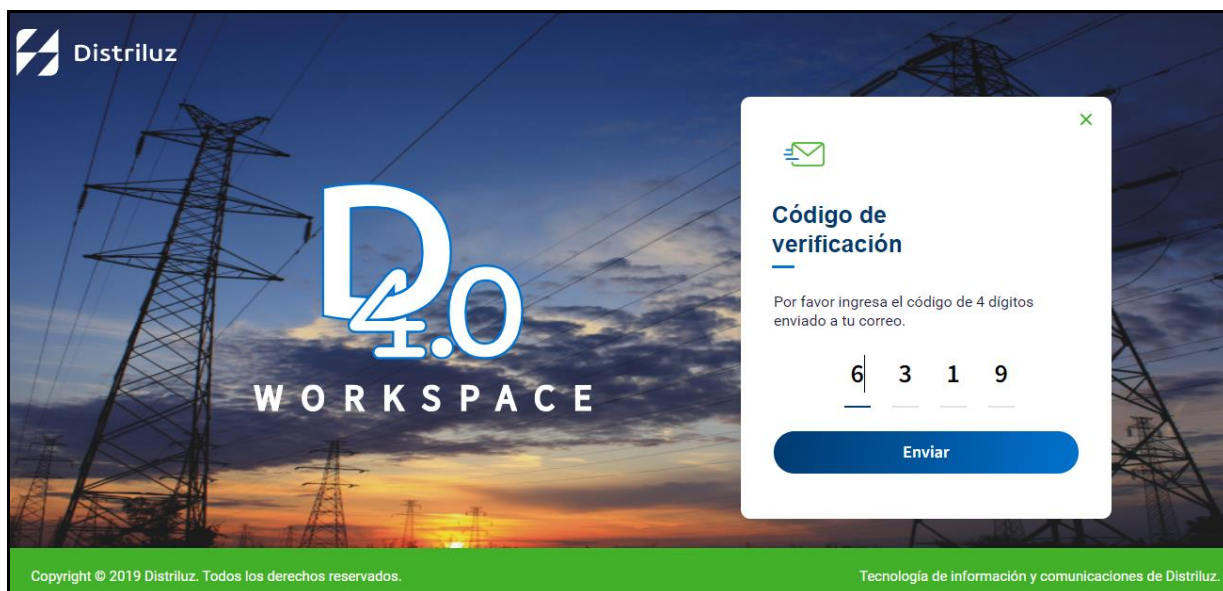 Distriluz
D
4.0
WORKSPACE
Código de
verificación
Por favor ingresa el código de 4 dígitos
enviado a tu correo.
6 3 1 9
Enviar
Copyright © 2019 Distriluz. Todos los derechos reservados.
Tecnología de información y comunicaciones de Distriluz.